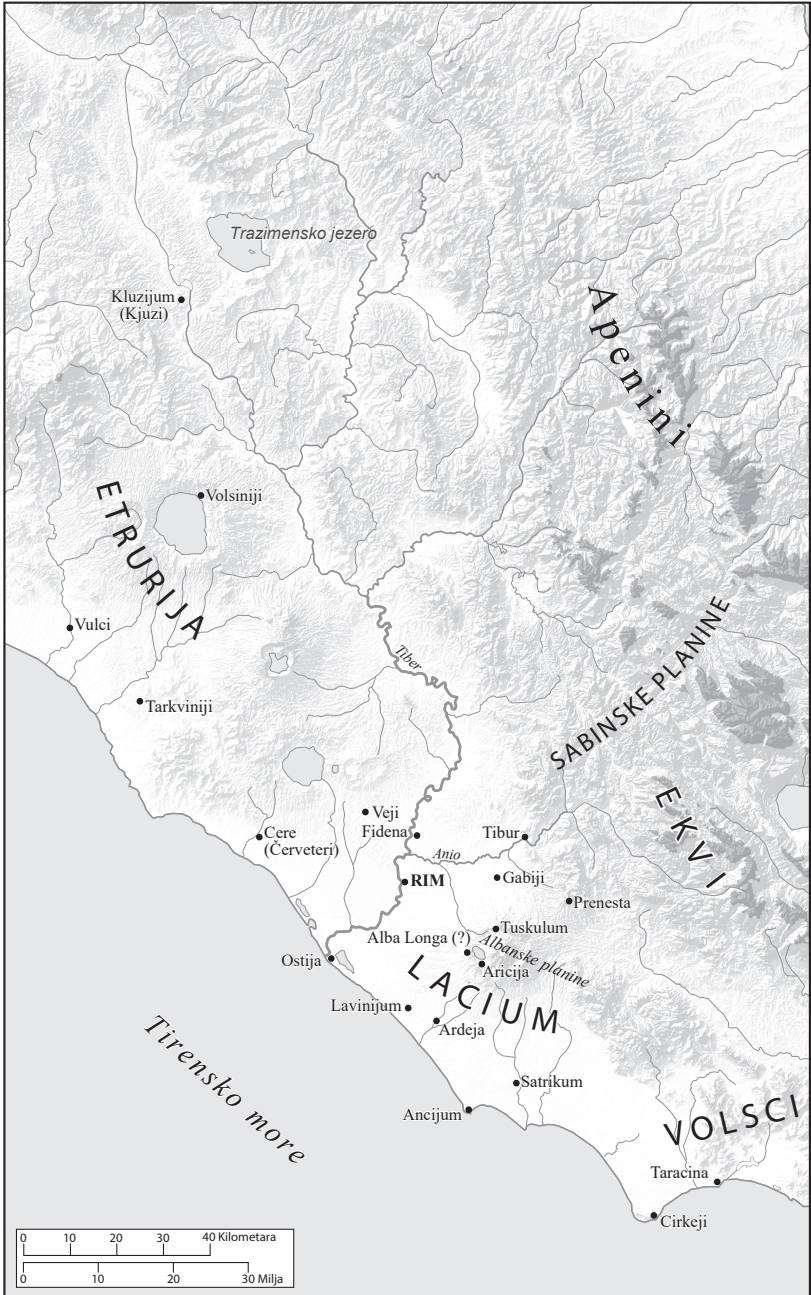 Trazimensko jezero
Kluzijum
(Kjuzi)
Apenini
Volsiniji
ETRURIJA
Vulci
Tiber
SABINSKE PLANINE
Tarkviniji
EKVI
Veji
Fidena
Cere
(Červeteri)
Tibur
Anio
RIM
Gabiji
Prenesta
Tuskulum
Alba Longa (?)
Albanske planine
Aricija
Ostija
LACIUM
Lavinijum
Ardeja
Tirensko more
Satrikum
Ancijum
VOLSCI
Taracina
Cirkeji
0 10 20 30 40 Kilometara
0 10 20 30 Milja